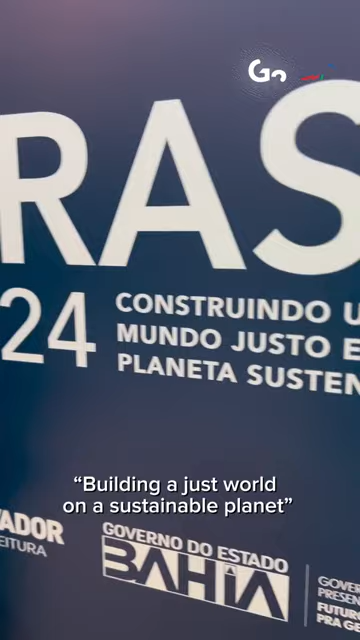 Go
RAS
24
CONSTRUINDO U
MUNDO JUSTO E
PLANETA SUSTEN
“Building a just world
on a sustainable planet”
VADOR
EITURA
GOVERNO DO ESTADO
BAHIA
GOVER
PRESEN
FUTUR
PRA GE